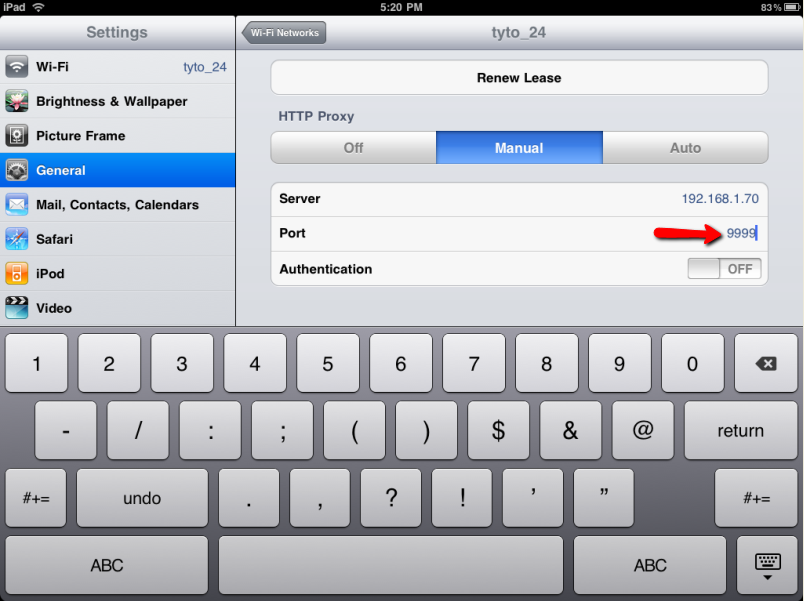 iPad 5:20 PM 83%
Settings Wi-Fi Networks tyto_24
Wi-Fi tyto_24
Brightness & Wallpaper
Picture Frame
General
Mail, Contacts, Calendars
Safari
iPod
Video
Renew Lease
HTTP Proxy
Off Manual Auto
Server 192.168.1.70
Port 9999
Authentication OFF
1 2 3 4 5 6 7 8 9 0
- / : ; ( ) $ & @ return
#+= undo . , ? ! ' " #+=
ABC ABC